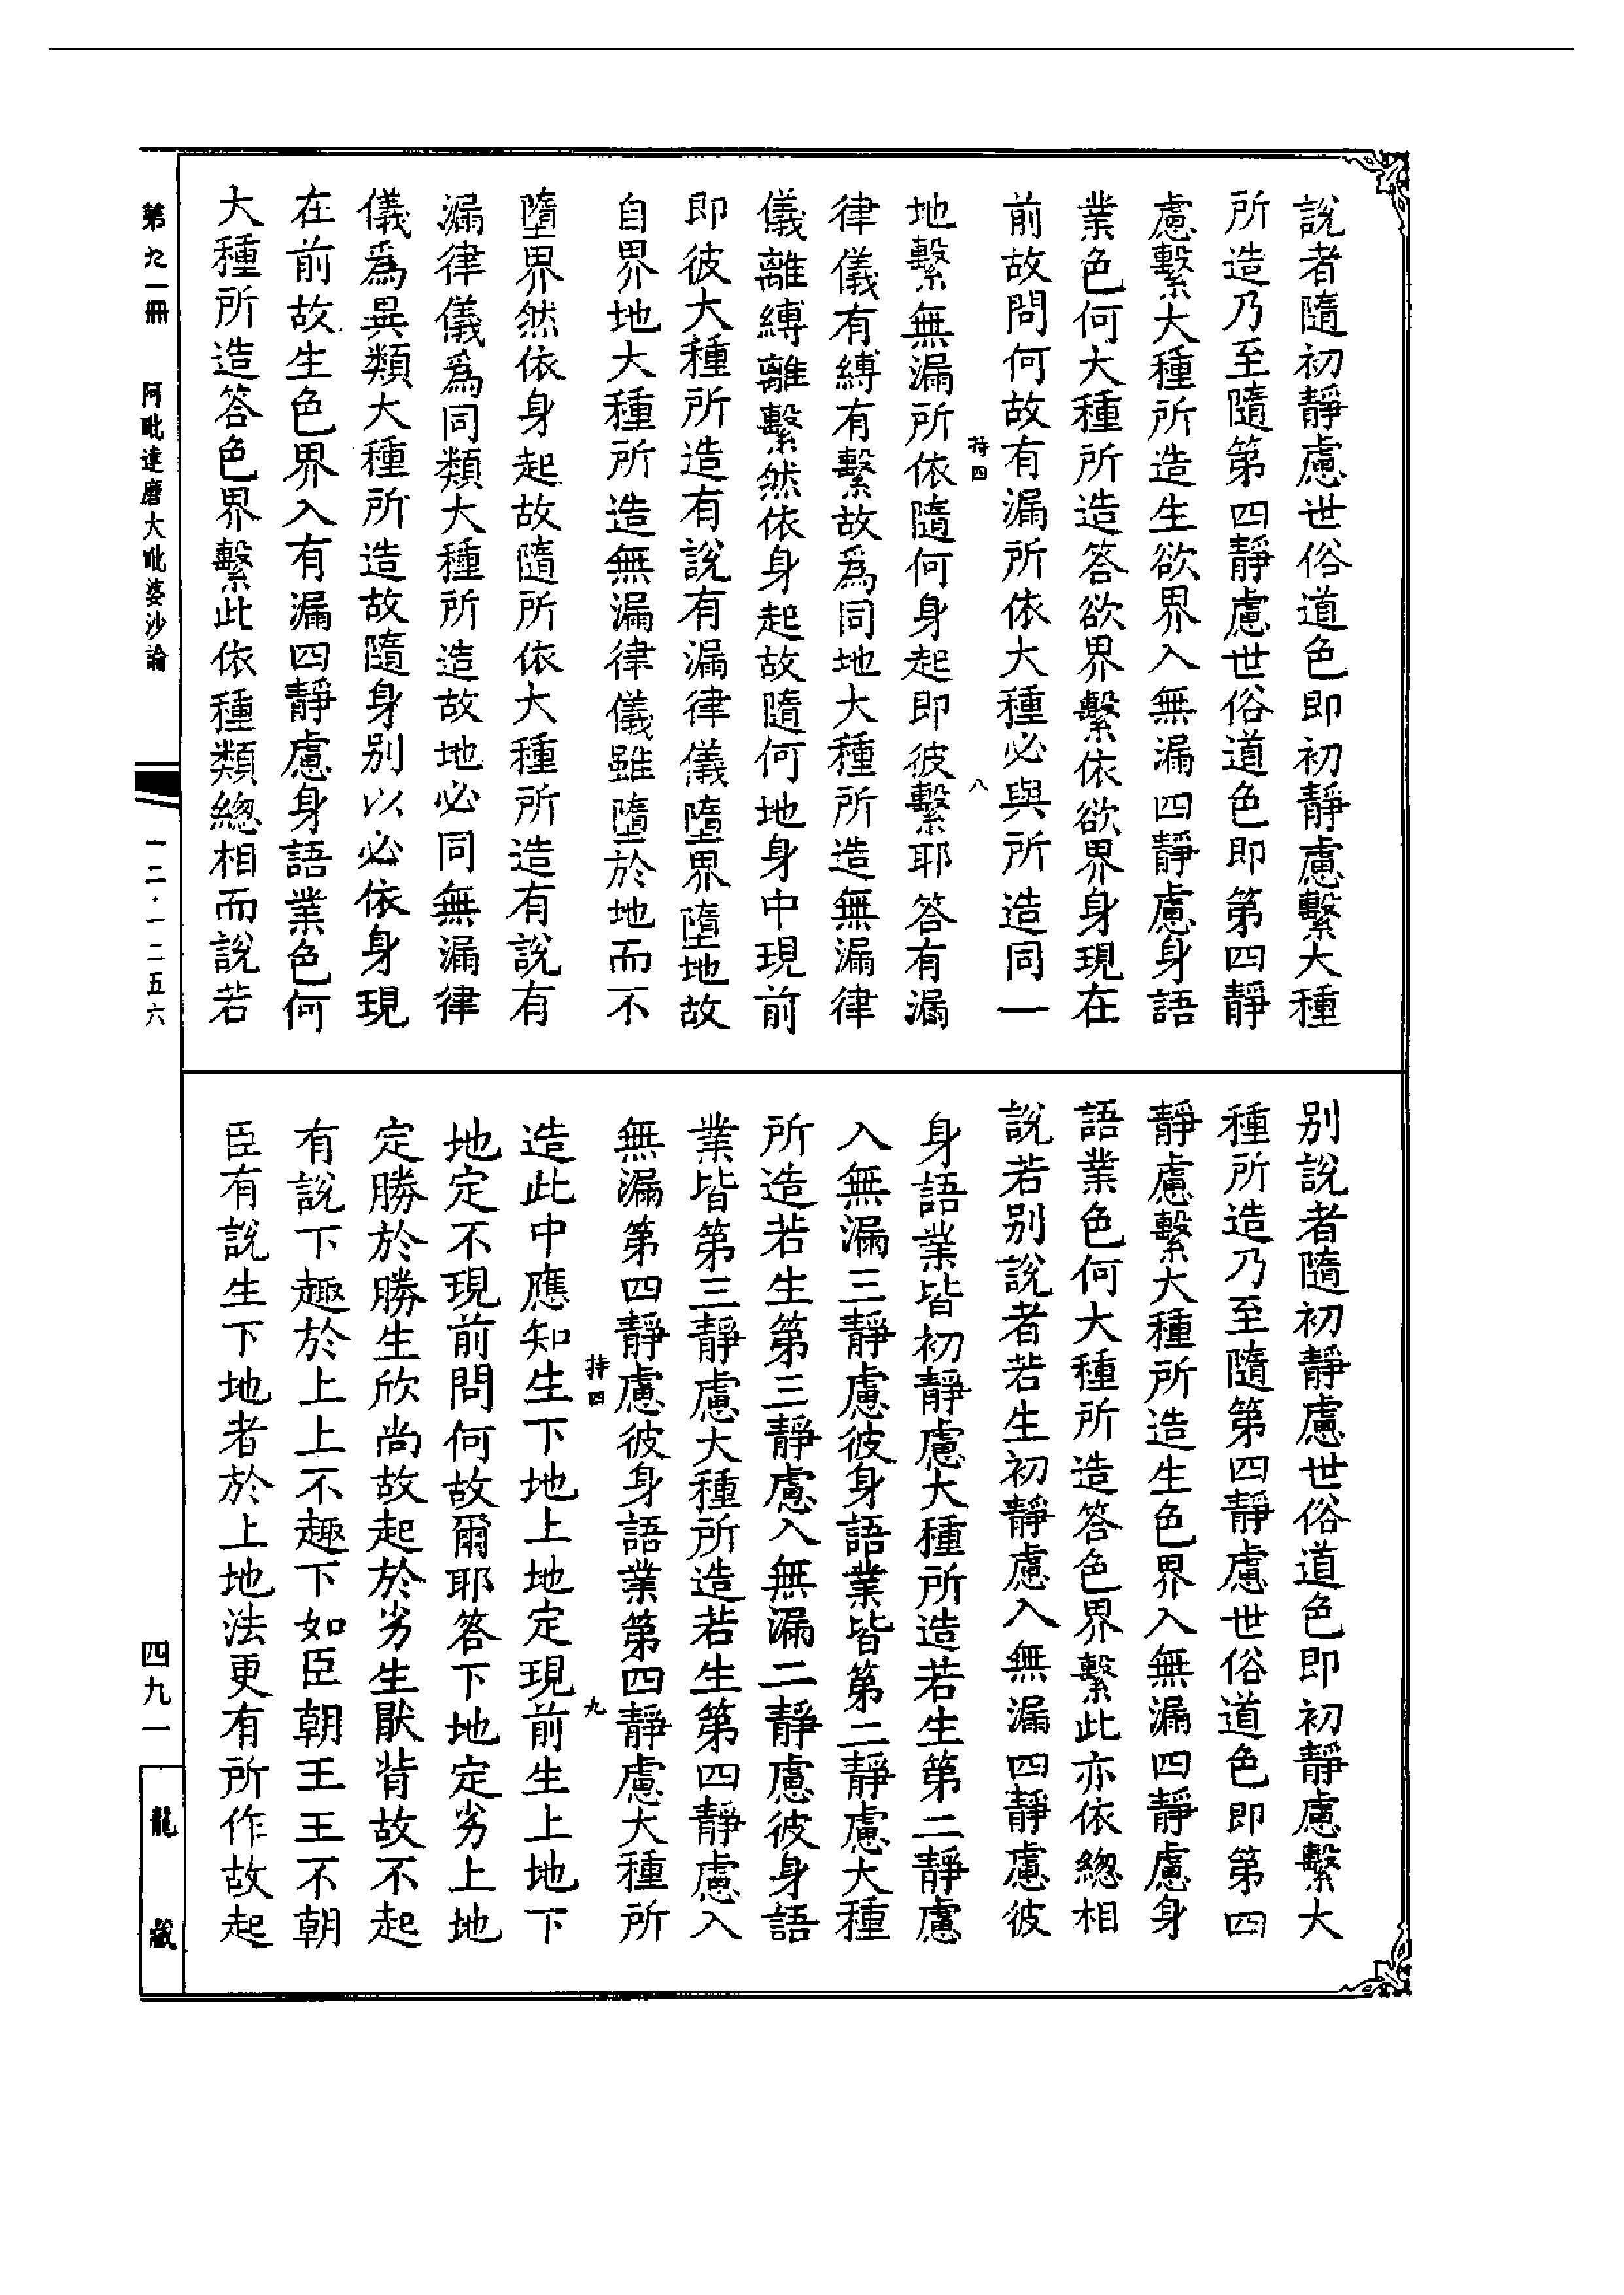 說者隨初靜慮世俗道色即初靜慮繫大種
所造乃至隨第四靜慮世俗道色即第四靜
慮繫大種所造生欲界入無漏四靜慮身語
業色何大種所造答欲界繫依欲界身現在
前故問何故有漏所依大種必與所造同一
持四 八
地繫無漏所依隨何身起即彼繫耶答有漏
律儀有縛有繫故爲同地大種所造無漏律
儀離縛離繫然依身起故隨何地身中現前
即彼大種所造有說有漏律儀墮界墮地故
自界地大種所造無漏律儀雖墮於地而不
墮界然依身起故隨所依大種所造有說有
漏律儀爲同類大種所造故地必同無漏律
儀爲異類大種所造故隨身別以必依身現
在前故生色界入有漏四靜慮身語業色何
大種所造答色界繫此依種類總相而說若
別說者隨初靜慮世俗道色即初靜慮繫大
種所造乃至隨第四靜慮世俗道色即第四
靜慮繫大種所造生色界入無漏四靜慮身
語業色何大種所造答色界繫此亦依總相
說若別說者若生初靜慮入無漏四靜慮彼
身語業皆初靜慮大種所造若生第二靜慮
入無漏三靜慮彼身語業皆第二靜慮大種
所造若生第三靜慮入無漏二靜慮彼身語
業皆第三靜慮大種所造若生第四靜慮入
無漏第四靜慮彼身語業第四靜慮大種所
持四 九
造此中應知生下地上地定現前生上地下
地定不現前問何故爾耶答下地定劣上地
定勝於勝生欣尚故起於劣生厭背故不起
有說下趣於上上不趣下如臣朝王王不朝
臣有說生下地者於上地法更有所作故起
第九一冊 阿毗達磨大毗婆沙論
一二·一二五六
四九一
龍藏